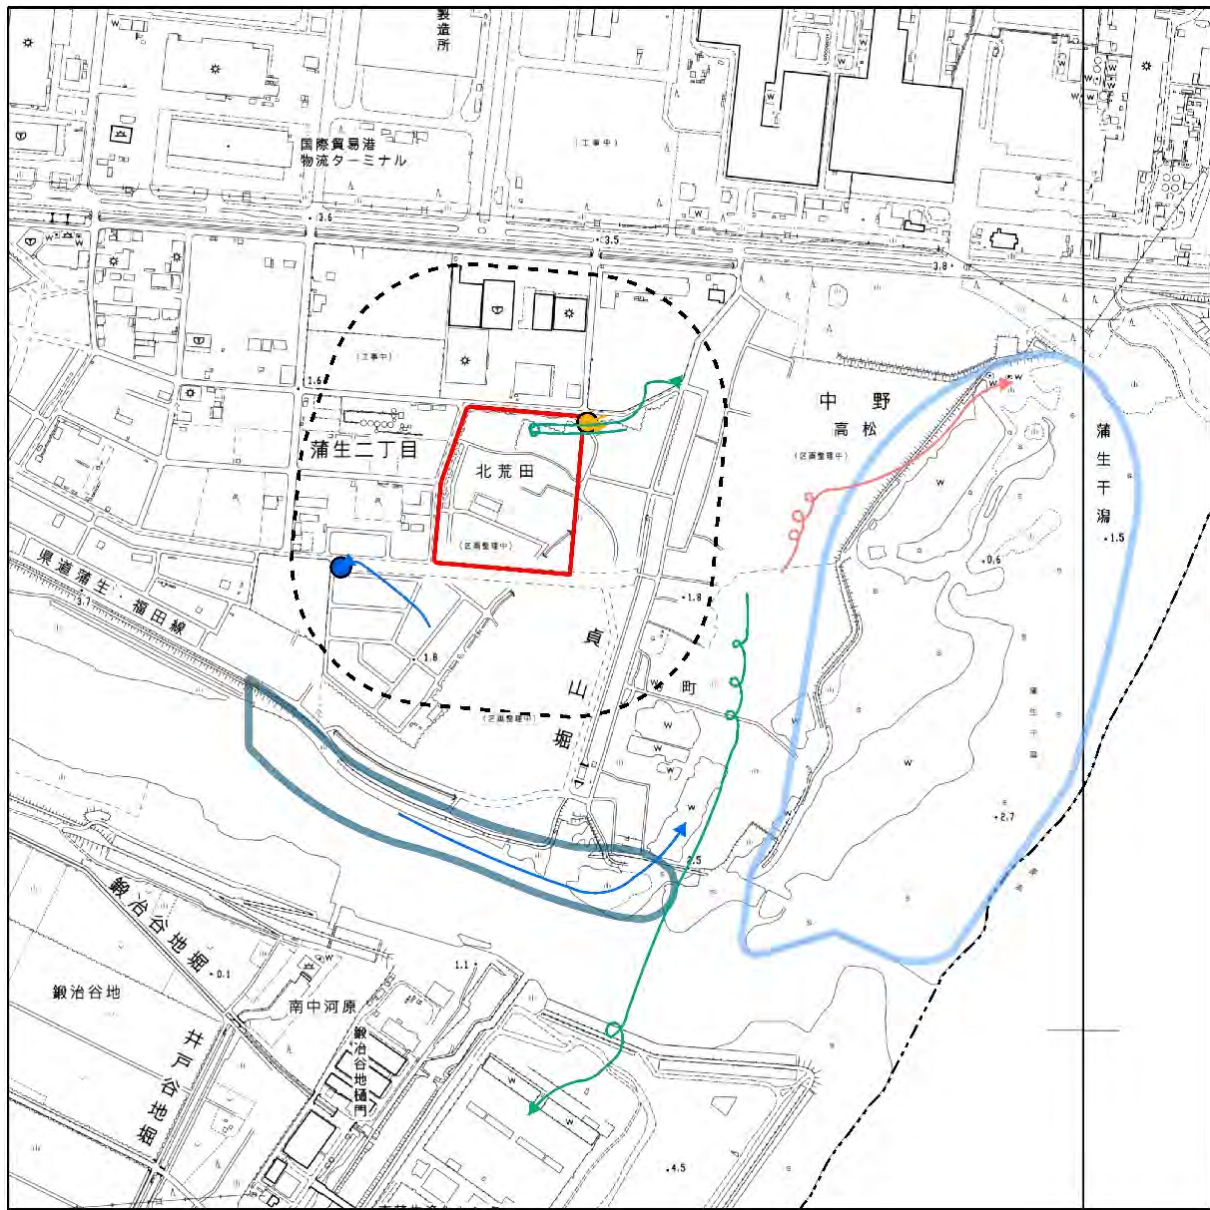 製造所
国際貿易港
物流ターミナル
(工事中)
3.6
3.5
3.8
(工事中)
1.6
蒲生二丁目
北荒田
(区画整理中)
中野
高松
(区画整理中)
蒲生干潟
1.5
0.6
県道蒲生・福田線
3.7
1.8
1.8
貞山堀
町
(区画整理中)
蒲生干潟
2.7
2.5
鍛冶谷地堀
0.1
1.1
鍛冶谷地
南中河原
鍛冶谷地樋門
井戸谷地堀
4.5